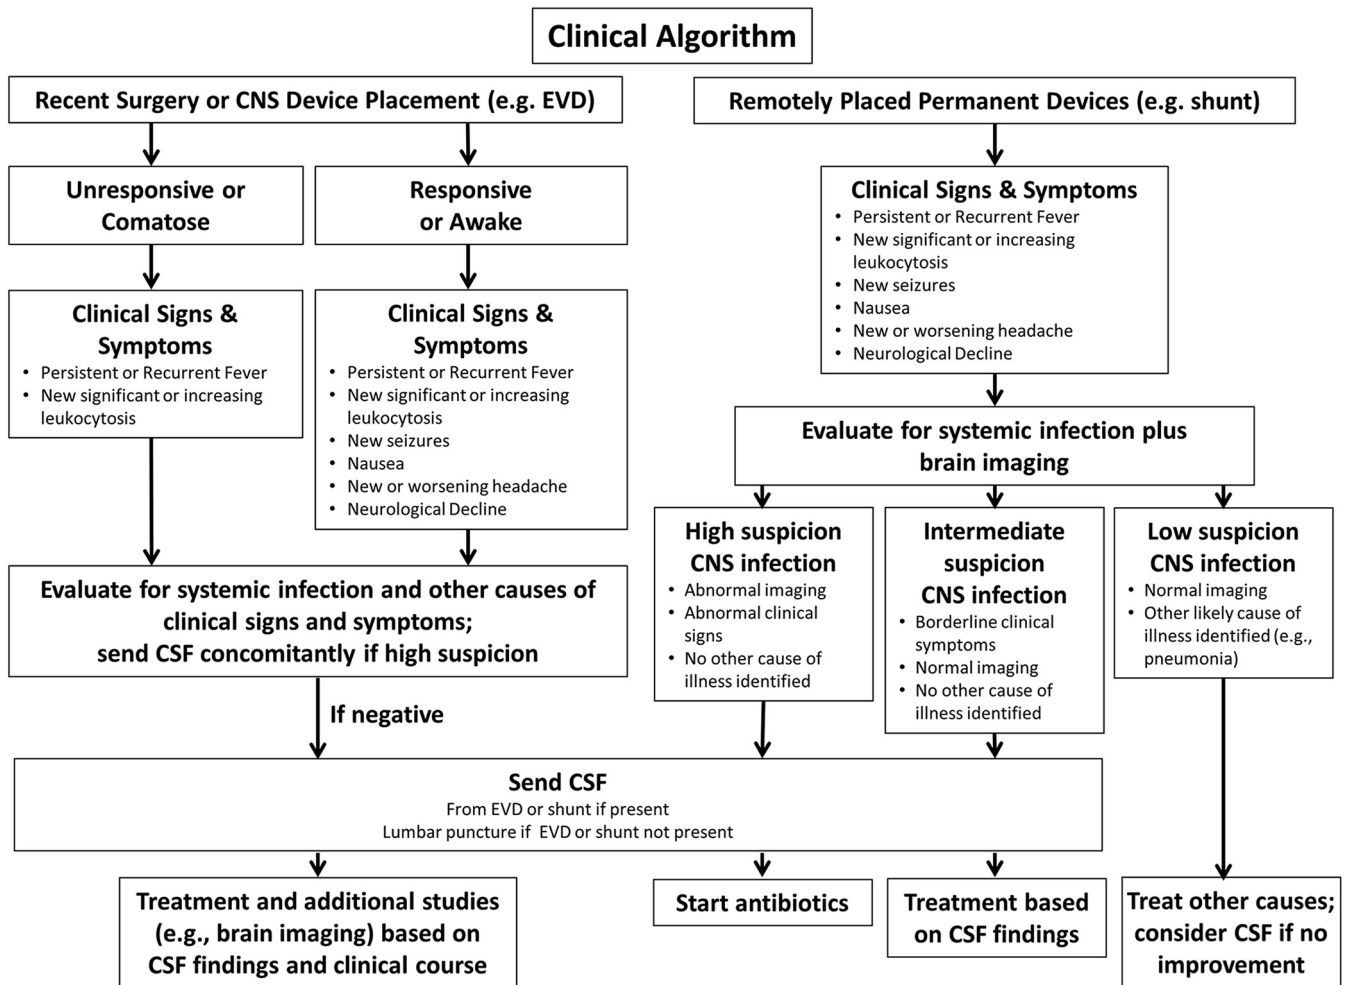 Clinical Algorithm
Recent Surgery or CNS Device Placement (e.g. EVD)
Unresponsive or
Comatose
Clinical Signs &
Symptoms
• Persistent or Recurrent Fever
• New significant or increasing
leukocytosis
Responsive
or Awake
Clinical Signs &
Symptoms
• Persistent or Recurrent Fever
• New significant or increasing
leukocytosis
• New seizures
• Nausea
• New or worsening headache
• Neurological Decline
Evaluate for systemic infection and other causes of
clinical signs and symptoms;
send CSF concomitantly if high suspicion
If negative
Remotely Placed Permanent Devices (e.g. shunt)
Clinical Signs & Symptoms
• Persistent or Recurrent Fever
• New significant or increasing
leukocytosis
• New seizures
• Nausea
• New or worsening headache
• Neurological Decline
Evaluate for systemic infection plus
brain imaging
High suspicion
CNS infection
• Abnormal imaging
• Abnormal clinical
signs
• No other cause of
illness identified
Intermediate
suspicion
CNS infection
• Borderline clinical
symptoms
• Normal imaging
• No other cause of
illness identified
Low suspicion
CNS infection
• Normal imaging
• Other likely cause of
illness identified (e.g.,
pneumonia)
Send CSF
From EVD or shunt if present
Lumbar puncture if EVD or shunt not present
Treatment and additional studies
(e.g., brain imaging) based on
CSF findings and clinical course
Start antibiotics
Treatment based
on CSF findings
Treat other causes;
consider CSF if no
improvement